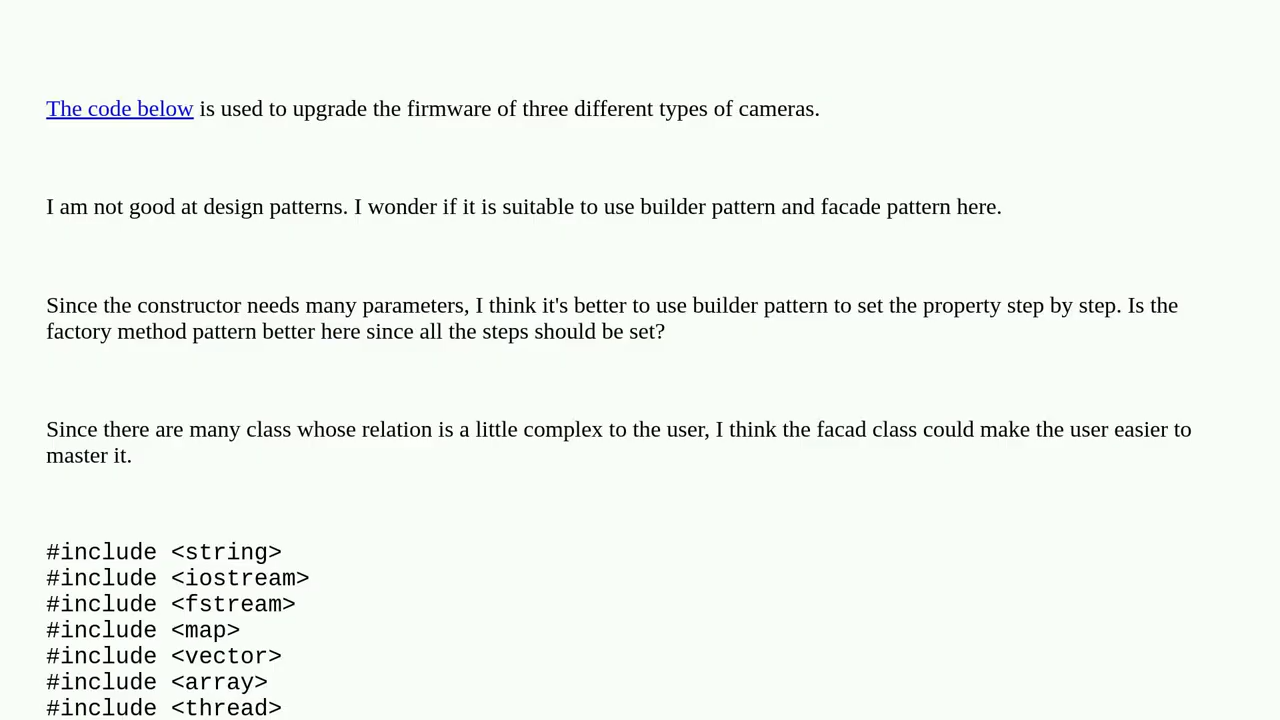 The code below is used to upgrade the firmware of three different types of cameras.
I am not good at design patterns. I wonder if it is suitable to use builder pattern and facade pattern here.
Since the constructor needs many parameters, I think it's better to use builder pattern to set the property step by step. Is the
factory method pattern better here since all the steps should be set?
Since there are many class whose relation is a little complex to the user, I think the facad class could make the user easier to
master it.
#include <string>
#include <iostream>
#include <fstream>
#include <map>
#include <vector>
#include <array>
#include <thread>